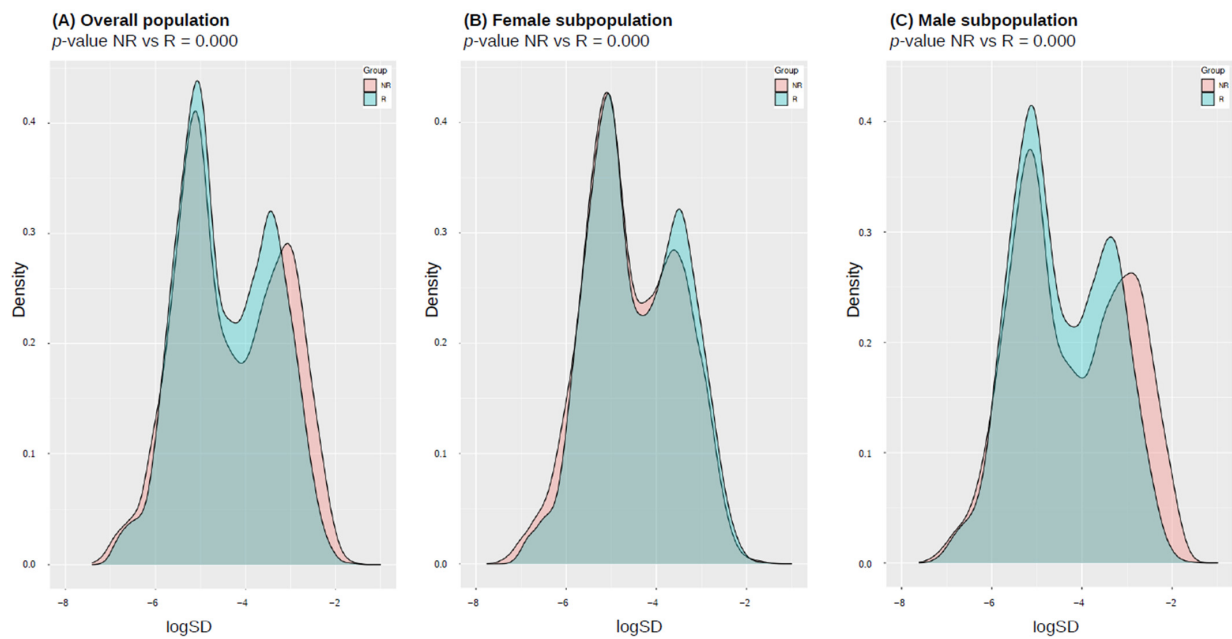 (A) Overall population
p-value NR vs R = 0.000
Group
NR
R
0.4
0.3
0.2
0.1
0.0
Density
−8
−6
−4
−2
logSD
(B) Female subpopulation
p-value NR vs R = 0.000
Group
NR
R
0.4
0.3
0.2
0.1
0.0
Density
−8
−6
−4
−2
logSD
(C) Male subpopulation
p-value NR vs R = 0.000
Group
NR
R
0.4
0.3
0.2
0.1
0.0
Density
−8
−6
−4
−2
logSD